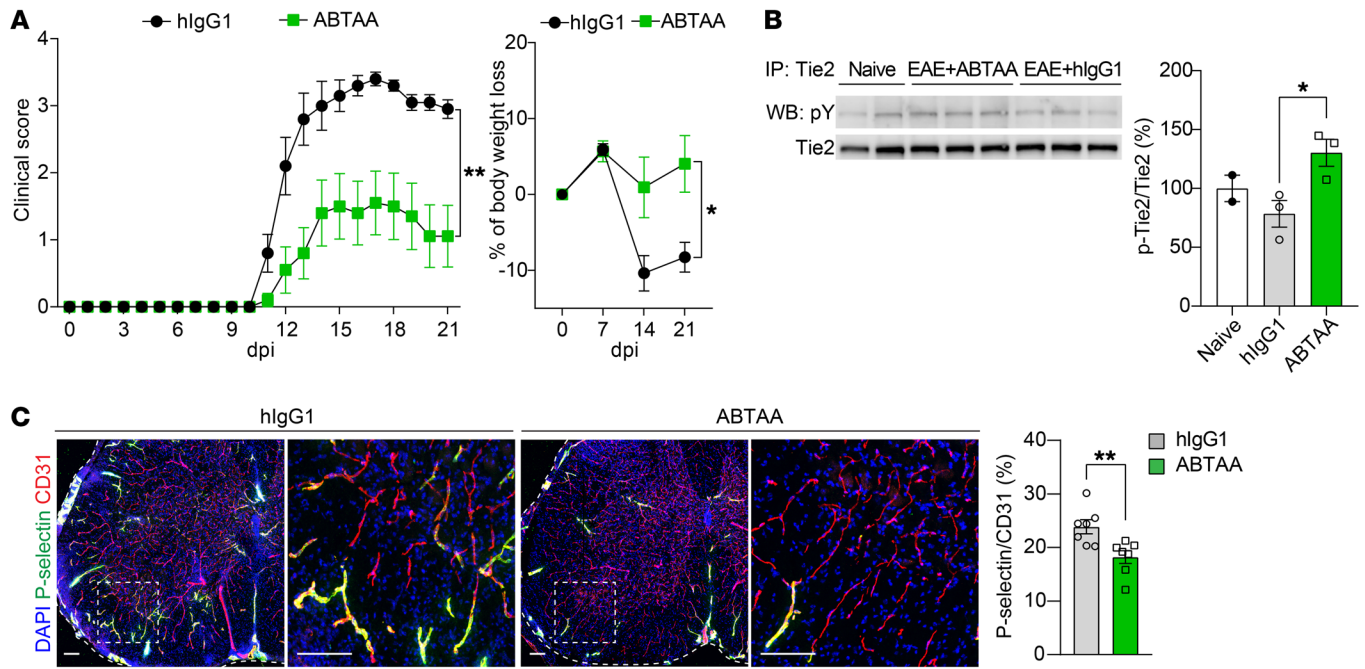 A
hIgG1 ABTAA
Clinical score
4
3
2
1
0
0 3 6 9 12 15 18 21
dpi
**
hIgG1 ABTAA
% of body weight loss
20
10
0
-10
0 7 14 21
dpi
*
B
IP: Tie2 Naive EAE+ABTAA EAE+hIgG1
WB: pY
Tie2
p-Tie2/Tie2 (%)
200
150
100
50
0
*
Naive hIgG1 ABTAA
C
hIgG1 ABTAA
DAPI P-selectin CD31
P-selectin/CD31 (%)
40
30
20
10
0
**
hIgG1
ABTAA